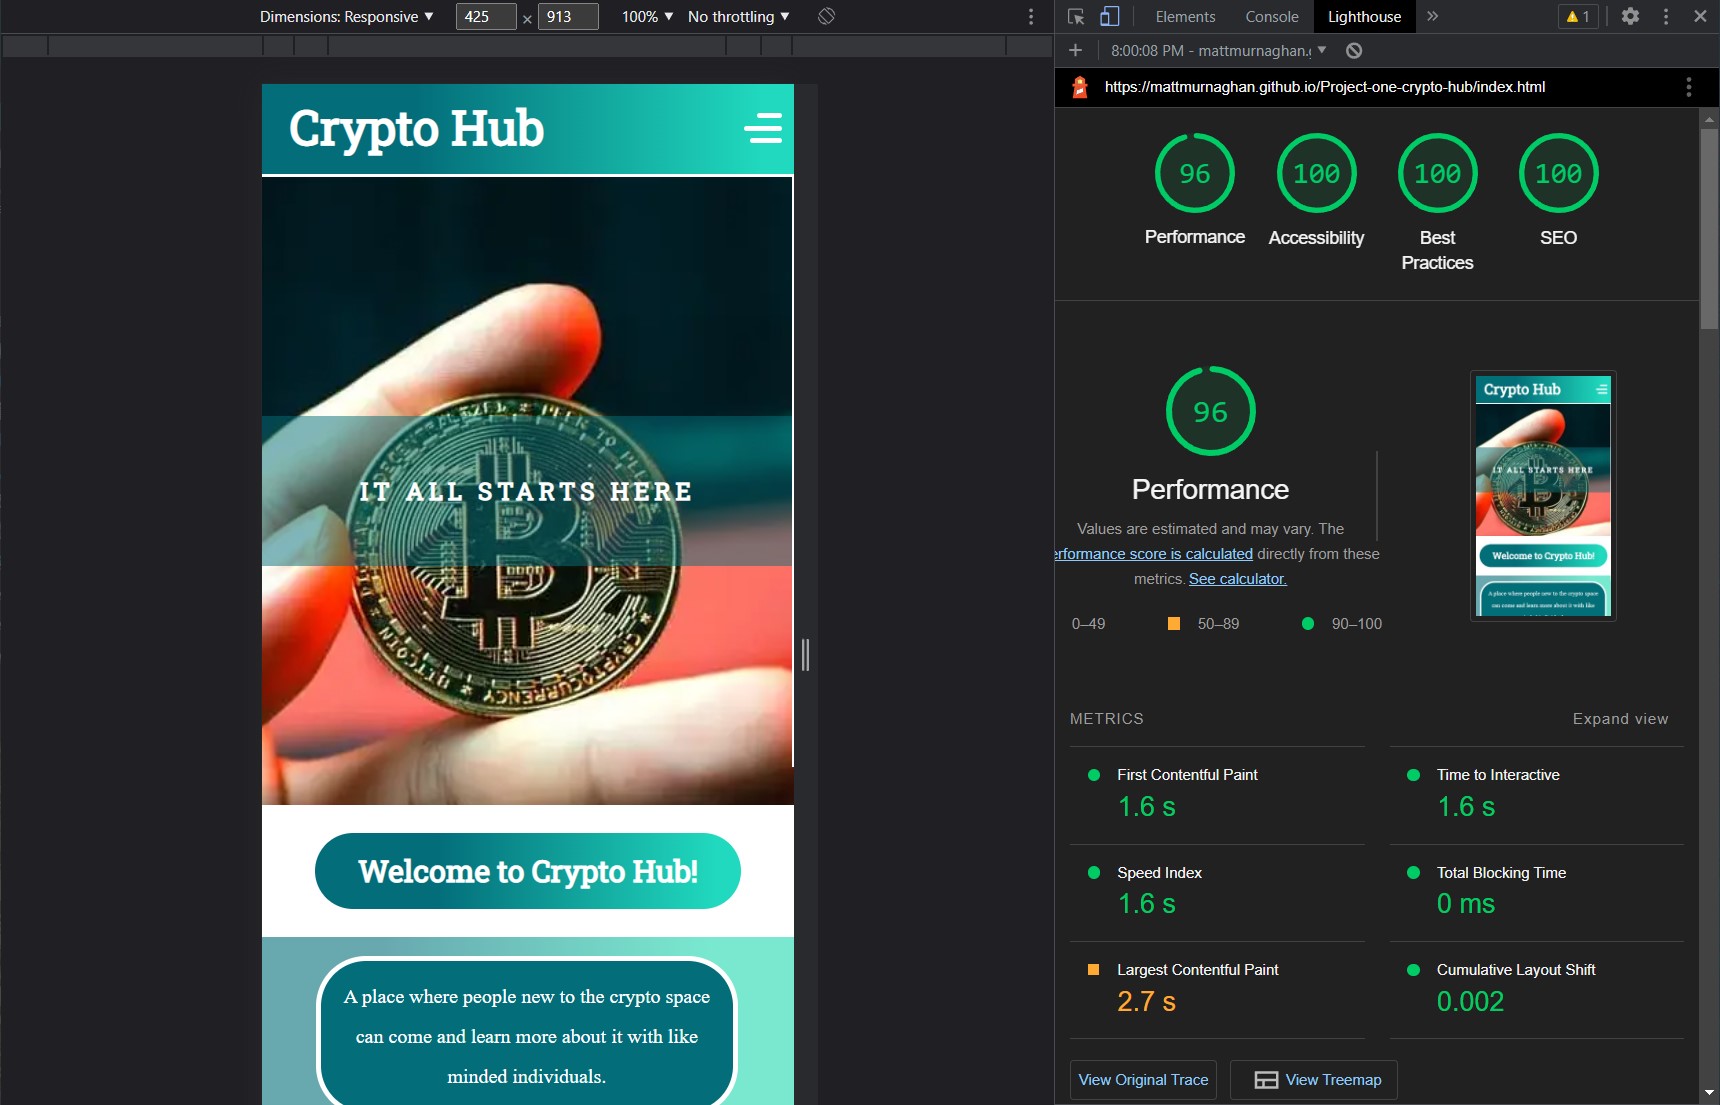 Dimensions: Responsive ▼ 425 × 913 100% ▼ No throttling ▼
Elements Console Lighthouse » 1
8:00:08 PM - mattmurnaghan.
https://mattmurnaghan.github.io/Project-one-crypto-hub/index.html
Crypto Hub
IT ALL STARTS HERE
BITCOIN
CRYPTOCURRENCY
Welcome to Crypto Hub!
A place where people new to the crypto space
can come and learn more about it with like
minded individuals.
96 100 100 100
Performance Accessibility Best Practices SEO
96
Performance
Values are estimated and may vary. The
erformance score is calculated directly from these
metrics. See calculator.
0–49 50–89 90–100
Crypto Hub
IT ALL STARTS HERE
Welcome to Crypto Hub!
A place where people new to the crypto space
can come and learn more about it with like
METRICS Expand view
First Contentful Paint
1.6 s
Time to Interactive
1.6 s
Speed Index
1.6 s
Total Blocking Time
0 ms
Largest Contentful Paint
2.7 s
Cumulative Layout Shift
0.002
View Original Trace View Treemap